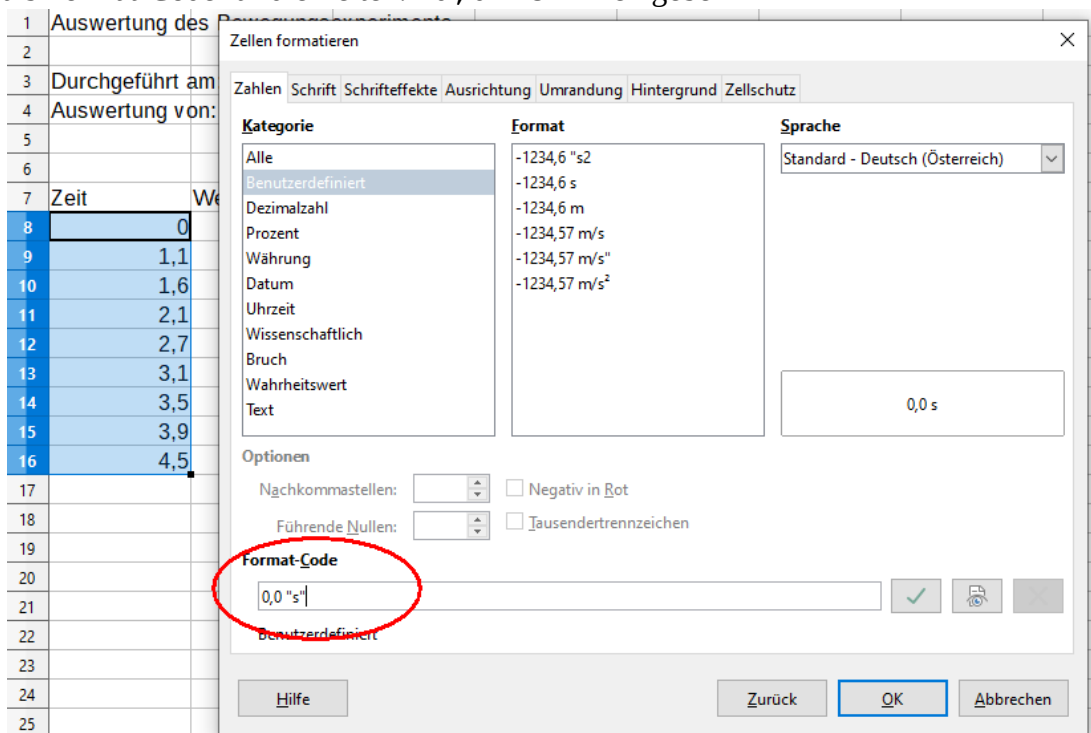 1 Auswertung des Bewegungsexperiments
2
3 Durchgeführt am
4 Auswertung von:
5
6
7 Zeit We
8 0
9 1,1
10 1,6
11 2,1
12 2,7
13 3,1
14 3,5
15 3,9
16 4,5
17
18
19
20
21
22
23
24
25
Zellen formatieren
Zahlen Schrift Schrifteffekte Ausrichtung Umrandung Hintergrund Zellschutz
Kategorie
Alle
Benutzerdefiniert
Dezimalzahl
Prozent
Währung
Datum
Uhrzeit
Wissenschaftlich
Bruch
Wahrheitswert
Text
Format
-1234,6 "s2
-1234,6 s
-1234,6 m
-1234,57 m/s
-1234,57 m/s"
-1234,57 m/s²
Sprache
Standard - Deutsch (Österreich)
0,0 s
Optionen
Nachkommastellen:
Negativ in Rot
Führende Nullen:
Tausendertrennzeichen
Format-Code
0,0 "s"
Benutzerdefiniert
Hilfe
Zurück
OK
Abbrechen